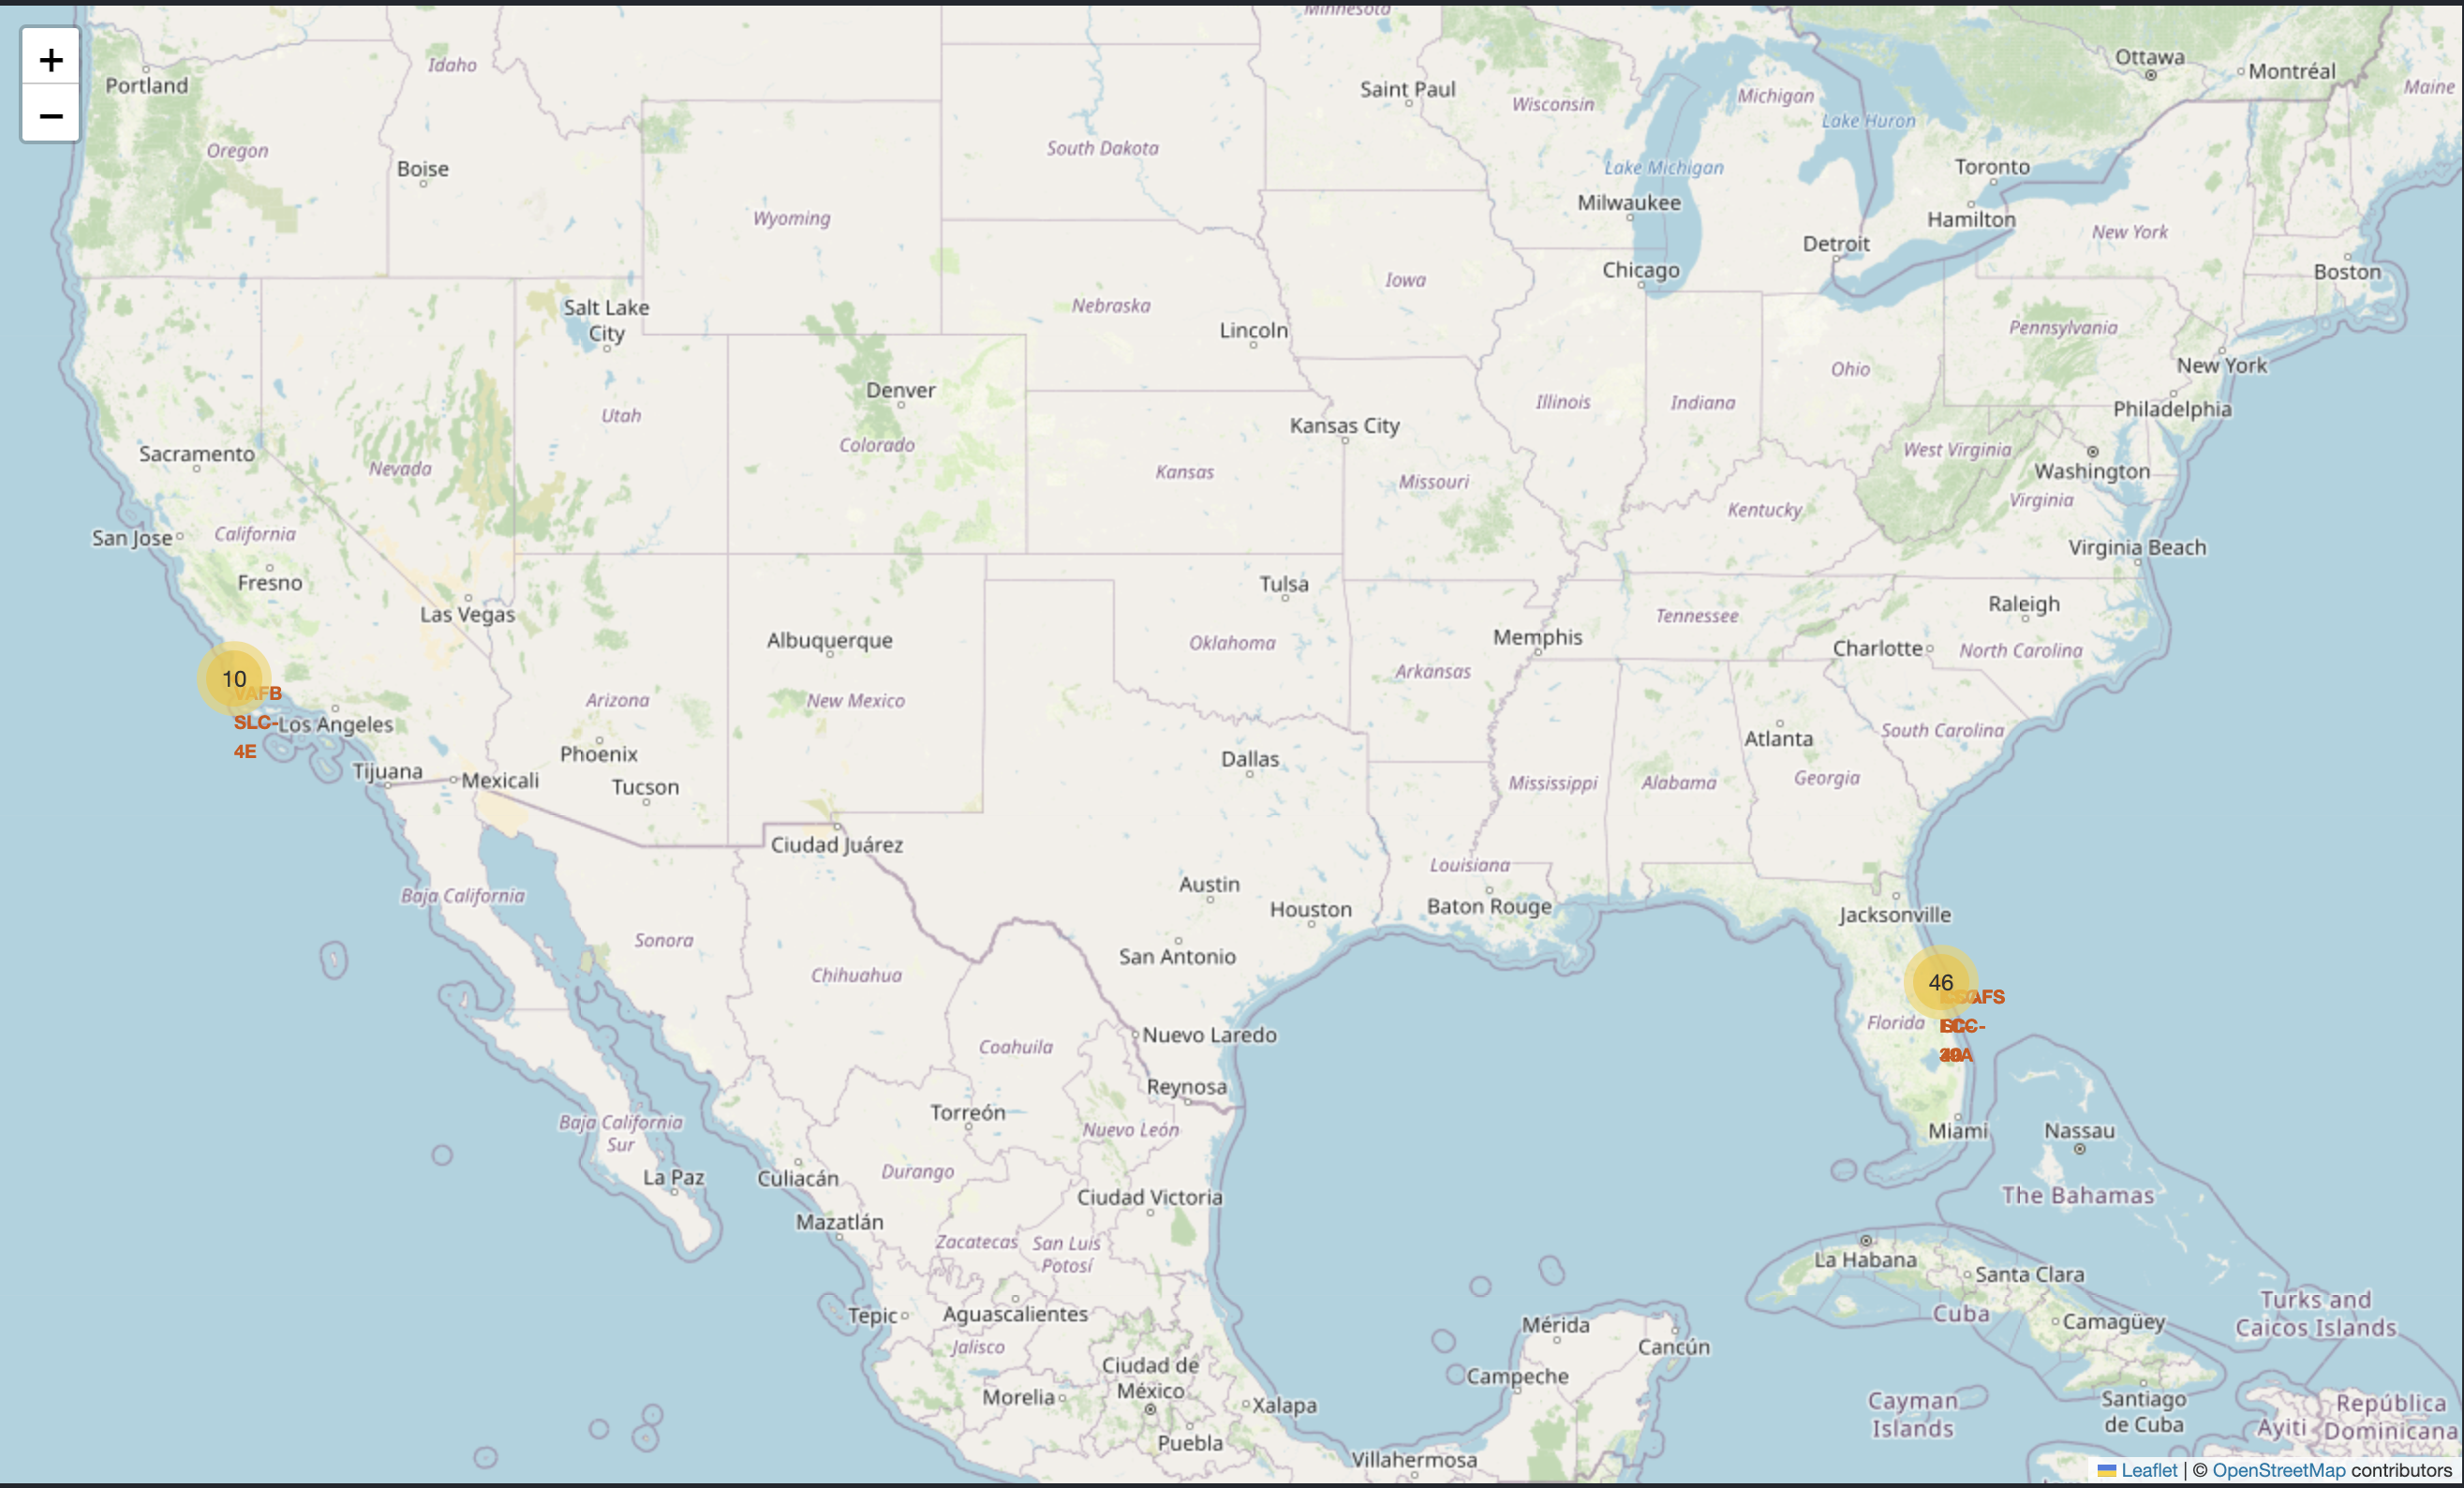 +
−
Minnesota
Portland
Idaho
Ottawa
Montréal
Maine
Saint Paul
Wisconsin
Michigan
Lake Huron
Oregon
Boise
South Dakota
Lake Michigan
Toronto
Wyoming
Milwaukee
Hamilton
New York
Detroit
Boston
Chicago
Iowa
Salt Lake
City
Nebraska
Lincoln
Pennsylvania
New York
Ohio
Denver
Utah
Illinois
Indiana
Philadelphia
Kansas City
Colorado
Sacramento
Nevada
Kansas
Missouri
West Virginia
Washington
Virginia
Kentucky
San Jose
California
Virginia Beach
Fresno
Las Vegas
Tulsa
Raleigh
Tennessee
Albuquerque
Oklahoma
Memphis
Charlotte
North Carolina
Arkansas
10
VAFB
SLC-
4E
Los Angeles
Arizona
New Mexico
Phoenix
Dallas
Atlanta
South Carolina
Tijuana
Mexicali
Tucson
Mississippi
Alabama
Georgia
Ciudad Juárez
Louisiana
Austin
Baja California
Houston
Baton Rouge
Jacksonville
Sonora
San Antonio
Chihuahua
46
Florida
Nuevo Laredo
Coahuila
Reynosa
Torreón
Baja California
Sur
Nuevo León
Miami
Nassau
La Paz
Culiacán
Durango
Ciudad Victoria
The Bahamas
Mazatlán
Zacatecas
San Luis
Potosí
La Habana
Santa Clara
Tepic
Aguascalientes
Mérida
Cuba
Camagüey
Turks and
Caicos Islands
Jalisco
Cancún
Ciudad de
México
Campeche
Morelia
Xalapa
Cayman
Islands
Santiago
de Cuba
República
Dominicana
Ayiti
Puebla
Villahermosa
Leaflet | © OpenStreetMap contributors